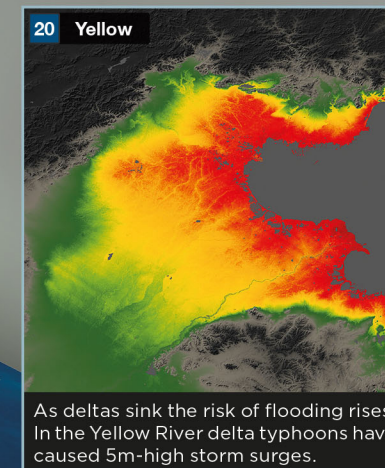 20 Yellow
As deltas sink the risk of flooding rises
In the Yellow River delta typhoons hav
caused 5m-high storm surges.